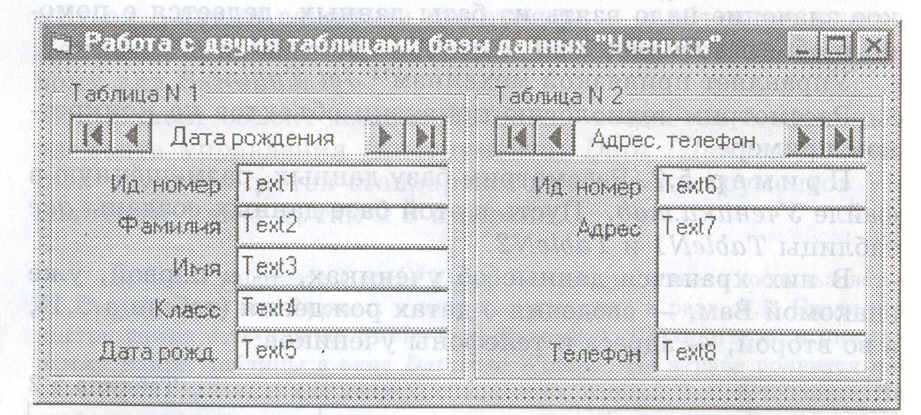 Работа с двумя таблицами базы данных "Ученики"
Таблица N 1
Дата рождения
Ид. номер Text1
Фамилия Text2
Имя Text3
Класс Text4
Дата рожд. Text5
Таблица N 2
Адрес, телефон
Ид. номер Text6
Адрес Text7
Телефон Text8